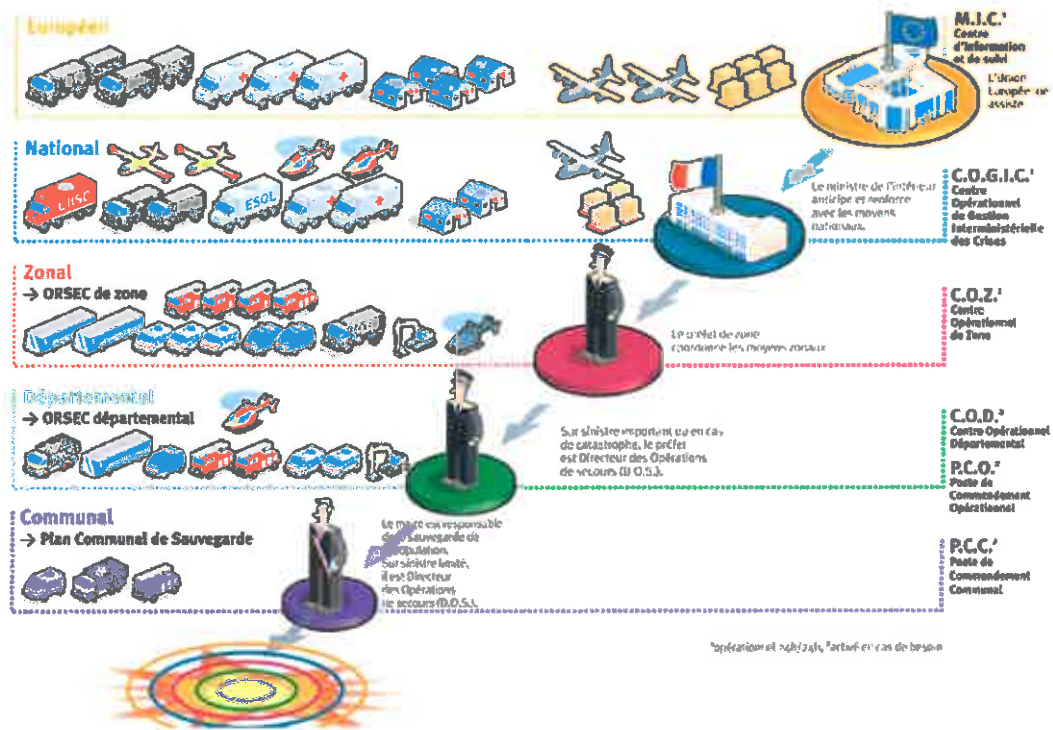 Européen
M.I.C.¹
Centre
d'Information
et de suivi
L'Union
Européenne
assiste
National
UIISC
ESOL
C.O.G.I.C.¹
Centre
Opérationnel
de Gestion
Interministérielle
des Crises
Le ministre de l'intérieur
anticipe et renforce
avec les moyens
nationaux.
Zonal
→ ORSEC de zone
C.O.Z.¹
Centre
Opérationnel
de Zone
Le préfet de zone
coordonne les moyens zonaux
Départemental
→ ORSEC départemental
C.O.D.²
Centre Opérationnel
Départemental
P.C.O.²
Poste de
Commandement
Opérationnel
Sur sinistre important ou en cas
de catastrophe, le préfet
est Directeur des Opérations
de secours (D.O.S.).
Communal
→ Plan Communal de Sauvegarde
Le maire est responsable
de la sauvegarde de
la population.
Sur sinistre limité,
il est Directeur
des Opérations
de secours (D.O.S.).
P.C.C.²
Poste de
Commandement
Communal
¹opérationnel 24h/24h, ²activé en cas de besoin